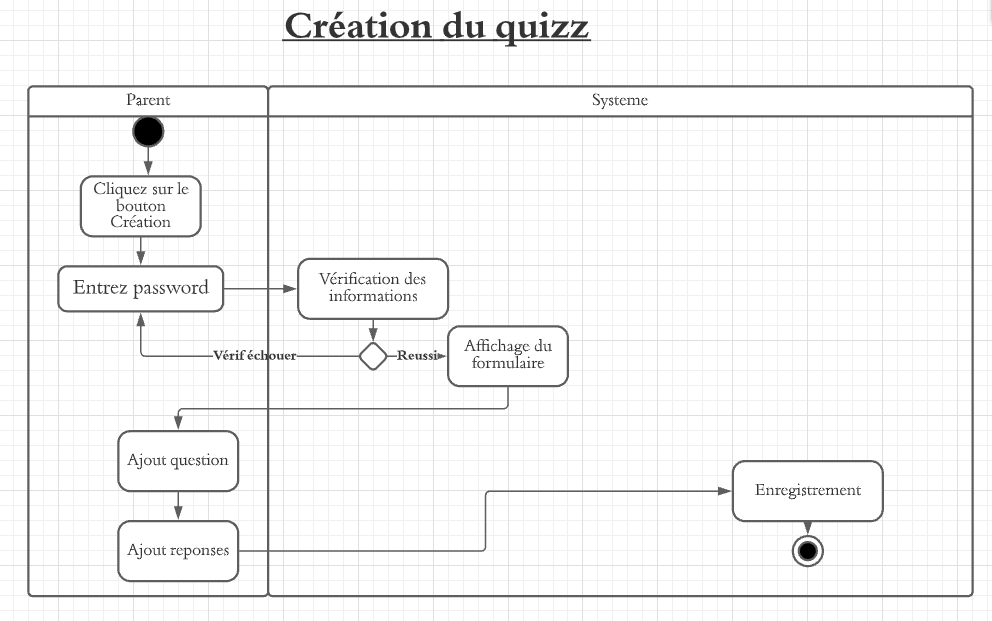 Création du quizz
Parent
Systeme
Cliquez sur le
bouton
Création
Entrez password
Vérification des
informations
Vérif échouer
Reussi
Affichage du
formulaire
Ajout question
Enregistrement
Ajout reponses